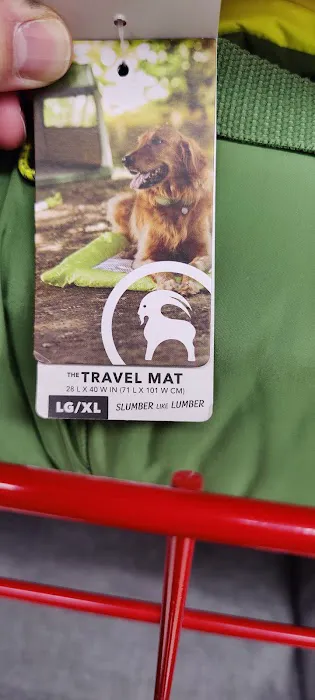 THE TRAVEL MAT
28 L X 40 W IN (71 L X 101 W CM)
LG/XL SLUMBER LIKE LUMBER